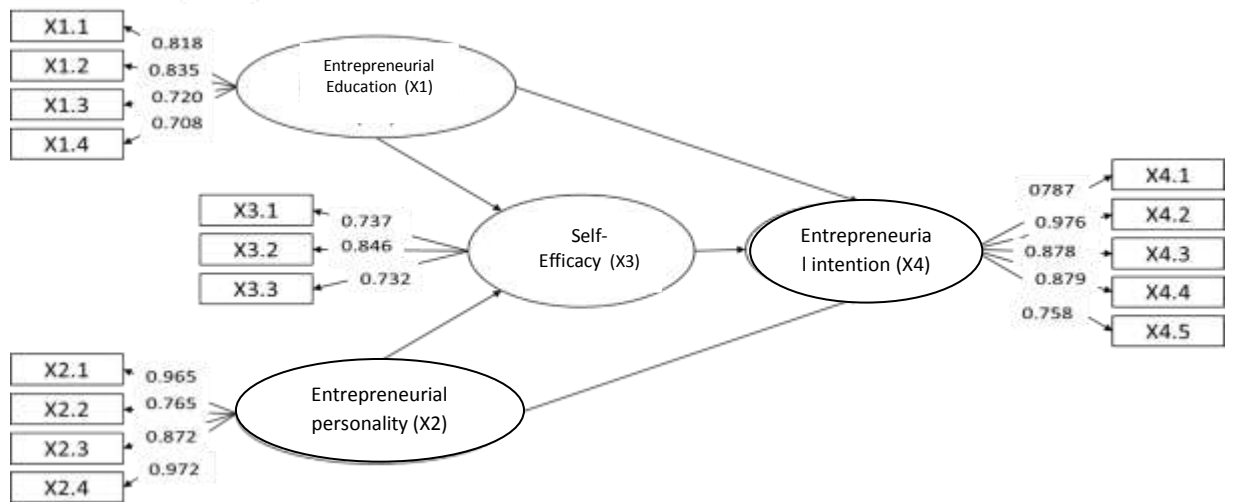 X1.1
X1.2
X1.3
X1.4
0.818
0.835
0.720
0.708
Entrepreneurial
Education (X1)
X3.1
X3.2
X3.3
0.737
0.846
0.732
Self-
Efficacy (X3)
Entrepreneuria
l intention (X4)
0787
0.976
0.878
0.879
0.758
X4.1
X4.2
X4.3
X4.4
X4.5
X2.1
X2.2
X2.3
X2.4
0.965
0.765
0.872
0.972
Entrepreneurial
personality (X2)